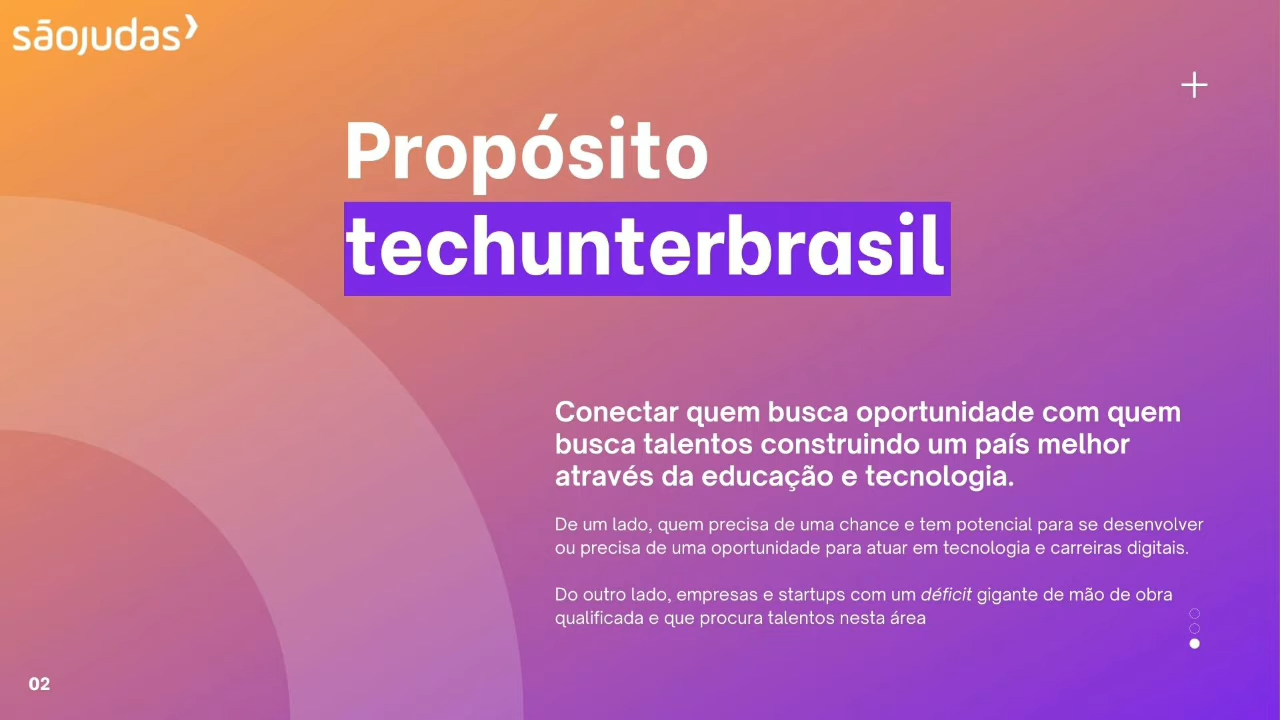 sãojudas
Propósito
techunterbrasil
Conectar quem busca oportunidade com quem
busca talentos construindo um país melhor
através da educação e tecnologia.
De um lado, quem precisa de uma chance e tem potencial para se desenvolver
ou precisa de uma oportunidade para atuar em tecnologia e carreiras digitais.
Do outro lado, empresas e startups com um déficit gigante de mão de obra
qualificada e que procura talentos nesta área
02